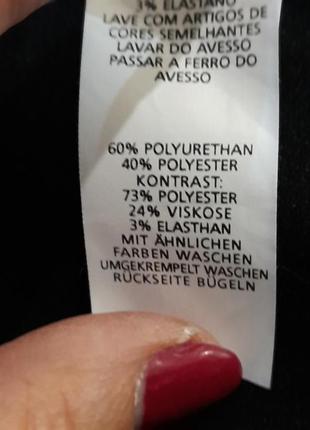 3% ELASTANO
LAVE COM ARTIGOS DE
CORES SEMELHANTES
LAVAR DO AVESSO
PASSAR A FERRO DO
AVESSO
60% POLYURETHAN
40% POLYESTER
KONTRAST:
73% POLYESTER
24% VISKOSE
3% ELASTHAN
MIT ÄHNLICHEN
FARBEN WASCHEN
UMGEKREMPELT WASCHEN
RÜCKSEITE BÜGELN